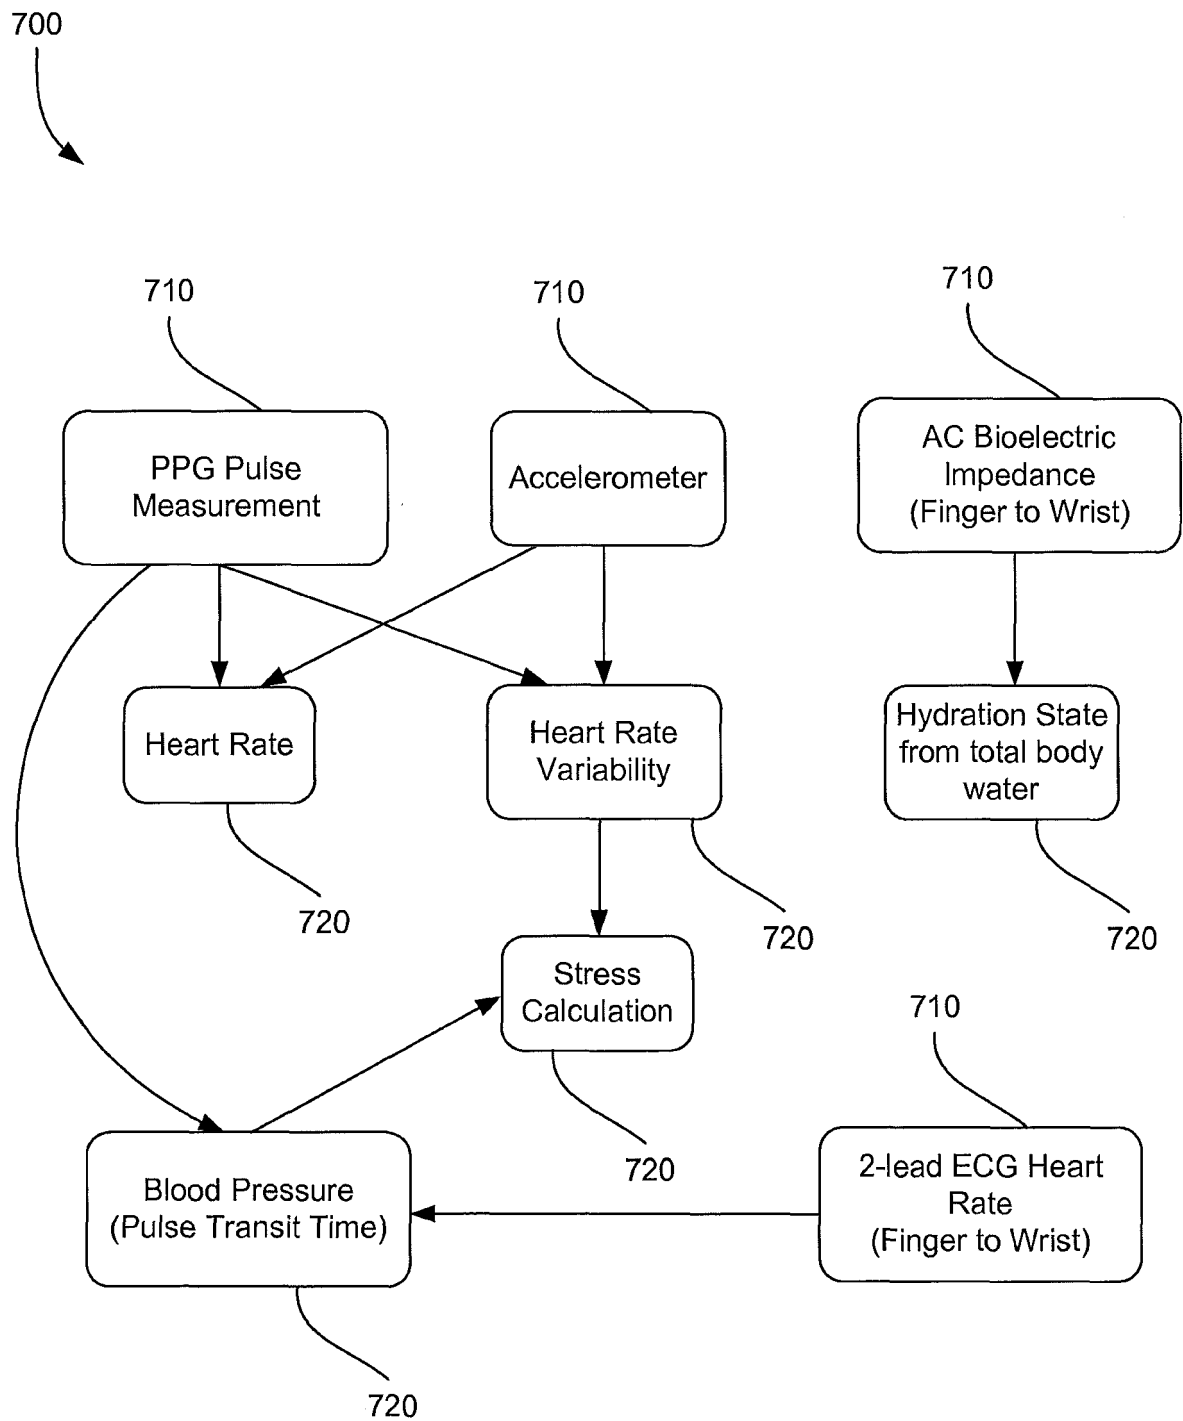 700
710
710
710
PPG Pulse
Measurement
Accelerometer
AC Bioelectric
Impedance
(Finger to Wrist)
Heart Rate
Heart Rate
Variability
Hydration State
from total body
water
720
720
720
Stress
Calculation
710
720
Blood Pressure
(Pulse Transit Time)
2-lead ECG Heart
Rate
(Finger to Wrist)
720